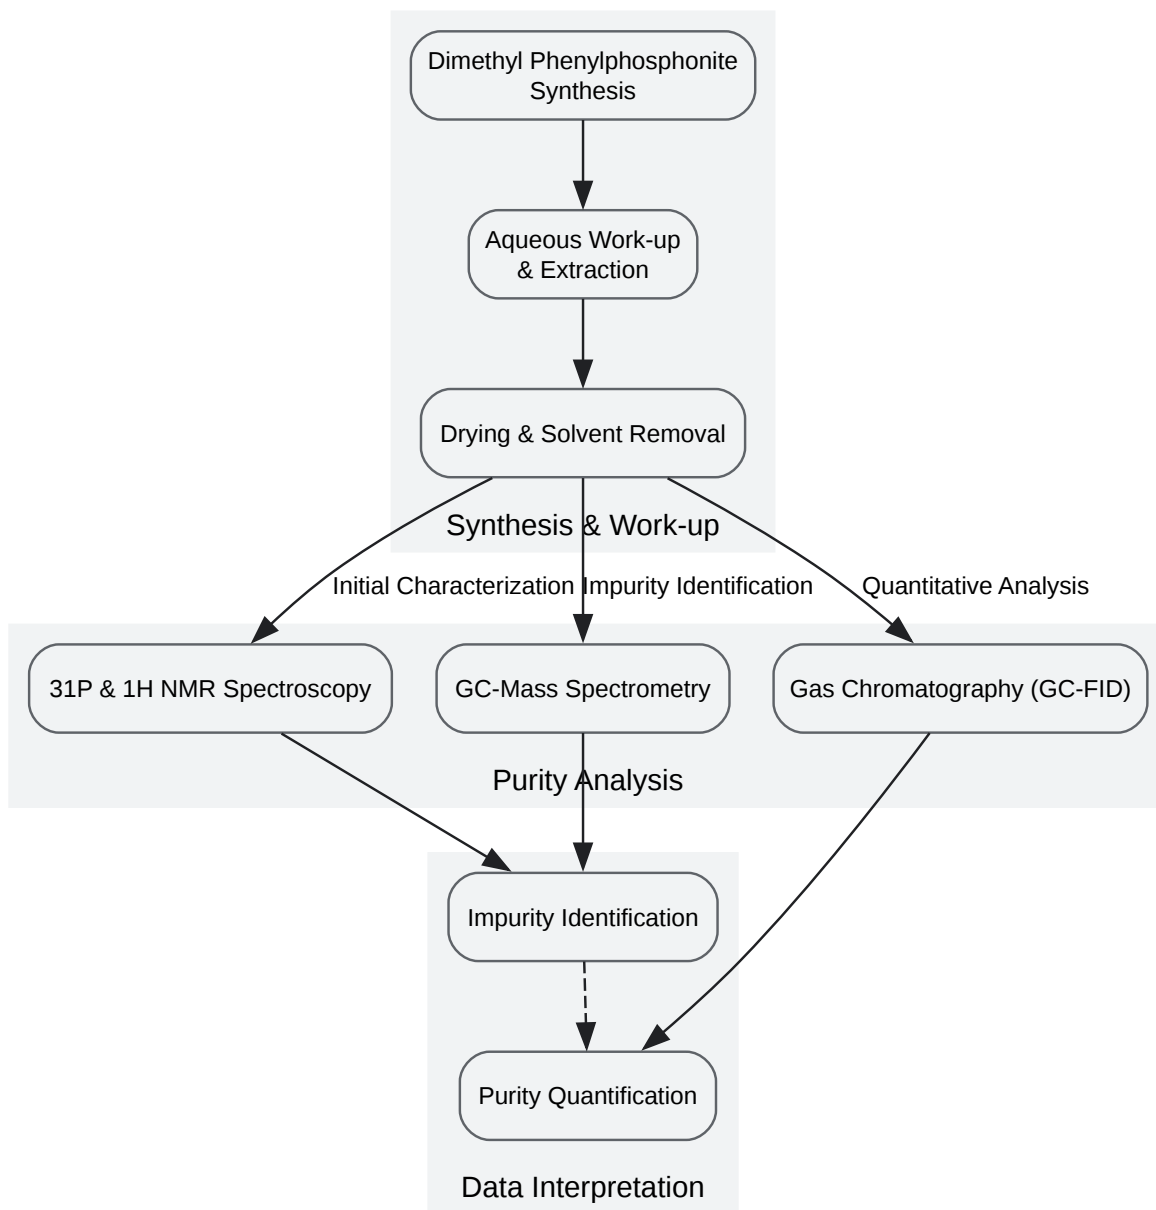 Dimethyl Phenylphosphonite
Synthesis
Aqueous Work-up
& Extraction
Drying & Solvent Removal
Synthesis & Work-up
Initial Characterization
Impurity Identification
Quantitative Analysis
31P & 1H NMR Spectroscopy
GC-Mass Spectrometry
Gas Chromatography (GC-FID)
Purity Analysis
Impurity Identification
Purity Quantification
Data Interpretation